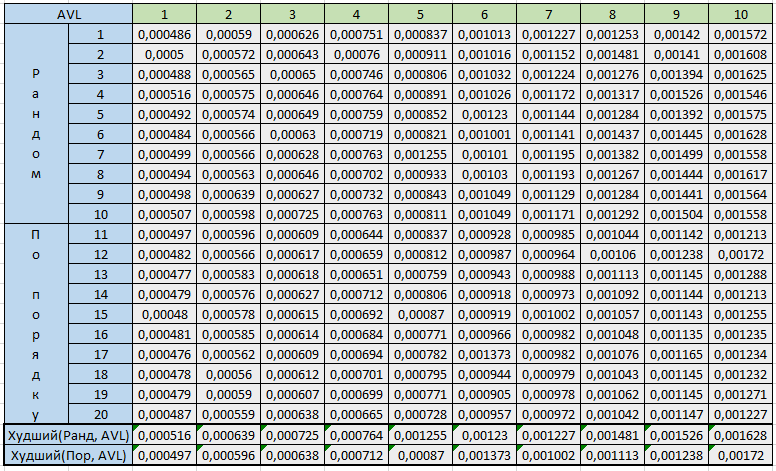 AVL 1 2 3 4 5 6 7 8 9 10
Рандом
1 0,000486 0,00059 0,000626 0,000751 0,000837 0,001013 0,001227 0,001253 0,00142 0,001572
2 0,0005 0,000572 0,000643 0,00076 0,000911 0,001016 0,001152 0,001481 0,00141 0,001608
3 0,000488 0,000565 0,00065 0,000746 0,000806 0,001032 0,001224 0,001276 0,001394 0,001625
4 0,000516 0,000575 0,000646 0,000764 0,000891 0,001026 0,001172 0,001317 0,001526 0,001546
5 0,000492 0,000574 0,000649 0,000759 0,000852 0,00123 0,001144 0,001284 0,001392 0,001575
6 0,000484 0,000566 0,00063 0,000719 0,000821 0,001001 0,001141 0,001437 0,001445 0,001628
7 0,000499 0,000566 0,000628 0,000763 0,001255 0,00101 0,001195 0,001382 0,001499 0,001558
8 0,000494 0,000563 0,000646 0,000702 0,000933 0,00103 0,001193 0,001267 0,001444 0,001617
9 0,000498 0,000639 0,000627 0,000732 0,000843 0,001049 0,001129 0,001284 0,001441 0,001564
10 0,000507 0,000598 0,000725 0,000763 0,000811 0,001049 0,001171 0,001292 0,001504 0,001558
По порядку
11 0,000497 0,000596 0,000609 0,000644 0,000837 0,000928 0,000985 0,001044 0,001142 0,001213
12 0,000482 0,000566 0,000617 0,000659 0,000812 0,000987 0,000964 0,00106 0,001238 0,00172
13 0,000477 0,000583 0,000618 0,000651 0,000759 0,000943 0,000988 0,001113 0,001145 0,001288
14 0,000479 0,000576 0,000627 0,000712 0,000806 0,000918 0,000973 0,001092 0,001144 0,001213
15 0,00048 0,000578 0,000615 0,000692 0,00087 0,000919 0,001002 0,001057 0,001143 0,001255
16 0,000481 0,000585 0,000614 0,000684 0,000771 0,000966 0,000982 0,001048 0,001135 0,001235
17 0,000476 0,000562 0,000609 0,000694 0,000782 0,001373 0,000982 0,001076 0,001165 0,001234
18 0,000478 0,00056 0,000612 0,000701 0,000795 0,000944 0,000979 0,001043 0,001145 0,001232
19 0,000479 0,00059 0,000607 0,000699 0,000771 0,000905 0,000978 0,001062 0,001145 0,001271
20 0,000487 0,000559 0,000638 0,000665 0,000728 0,000957 0,000972 0,001042 0,001147 0,001227
Худший(Ранд, AVL) 0,000516 0,000639 0,000725 0,000764 0,001255 0,00123 0,001227 0,001481 0,001526 0,001628
Худший(Пор, AVL) 0,000497 0,000596 0,000638 0,000712 0,00087 0,001373 0,001002 0,001113 0,001238 0,00172